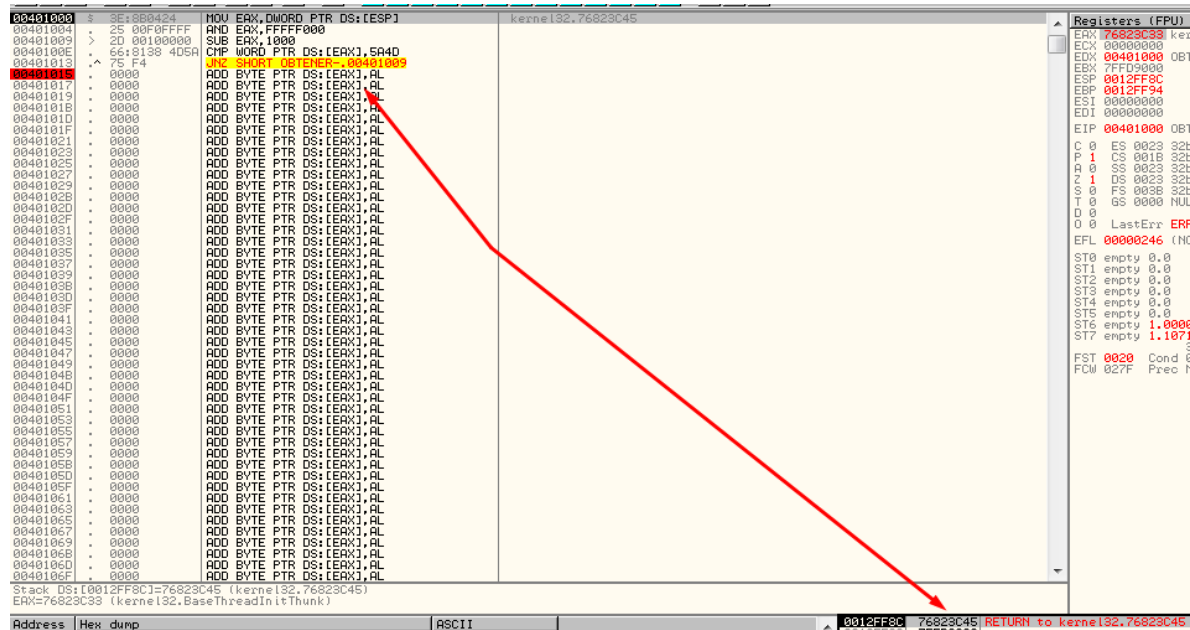 00401000 $ 3E:8B0424 MOV EAX,DWORD PTR DS:[ESP] kernel32.76823C45
00401004 . 25 00F0FFFF AND EAX,FFFFF000
00401009 > 2D 00100000 SUB EAX,1000
0040100E . 66:8138 4D5A CMP WORD PTR DS:[EAX],5A4D
00401013 .^ 75 F4 JNZ SHORT OBTENER-.00401009
00401015 . 0000 ADD BYTE PTR DS:[EAX],AL
00401017 . 0000 ADD BYTE PTR DS:[EAX],AL
00401019 . 0000 ADD BYTE PTR DS:[EAX],AL
0040101B . 0000 ADD BYTE PTR DS:[EAX],AL
0040101D . 0000 ADD BYTE PTR DS:[EAX],AL
0040101F . 0000 ADD BYTE PTR DS:[EAX],AL
00401021 . 0000 ADD BYTE PTR DS:[EAX],AL
00401023 . 0000 ADD BYTE PTR DS:[EAX],AL
00401025 . 0000 ADD BYTE PTR DS:[EAX],AL
00401027 . 0000 ADD BYTE PTR DS:[EAX],AL
00401029 . 0000 ADD BYTE PTR DS:[EAX],AL
0040102B . 0000 ADD BYTE PTR DS:[EAX],AL
0040102D . 0000 ADD BYTE PTR DS:[EAX],AL
0040102F . 0000 ADD BYTE PTR DS:[EAX],AL
00401031 . 0000 ADD BYTE PTR DS:[EAX],AL
00401033 . 0000 ADD BYTE PTR DS:[EAX],AL
00401035 . 0000 ADD BYTE PTR DS:[EAX],AL
00401037 . 0000 ADD BYTE PTR DS:[EAX],AL
00401039 . 0000 ADD BYTE PTR DS:[EAX],AL
0040103B . 0000 ADD BYTE PTR DS:[EAX],AL
0040103D . 0000 ADD BYTE PTR DS:[EAX],AL
0040103F . 0000 ADD BYTE PTR DS:[EAX],AL
00401041 . 0000 ADD BYTE PTR DS:[EAX],AL
00401043 . 0000 ADD BYTE PTR DS:[EAX],AL
00401045 . 0000 ADD BYTE PTR DS:[EAX],AL
00401047 . 0000 ADD BYTE PTR DS:[EAX],AL
00401049 . 0000 ADD BYTE PTR DS:[EAX],AL
0040104B . 0000 ADD BYTE PTR DS:[EAX],AL
0040104D . 0000 ADD BYTE PTR DS:[EAX],AL
0040104F . 0000 ADD BYTE PTR DS:[EAX],AL
00401051 . 0000 ADD BYTE PTR DS:[EAX],AL
00401053 . 0000 ADD BYTE PTR DS:[EAX],AL
00401055 . 0000 ADD BYTE PTR DS:[EAX],AL
00401057 . 0000 ADD BYTE PTR DS:[EAX],AL
00401059 . 0000 ADD BYTE PTR DS:[EAX],AL
0040105B . 0000 ADD BYTE PTR DS:[EAX],AL
0040105D . 0000 ADD BYTE PTR DS:[EAX],AL
0040105F . 0000 ADD BYTE PTR DS:[EAX],AL
00401061 . 0000 ADD BYTE PTR DS:[EAX],AL
00401063 . 0000 ADD BYTE PTR DS:[EAX],AL
00401065 . 0000 ADD BYTE PTR DS:[EAX],AL
00401067 . 0000 ADD BYTE PTR DS:[EAX],AL
00401069 . 0000 ADD BYTE PTR DS:[EAX],AL
0040106B . 0000 ADD BYTE PTR DS:[EAX],AL
0040106D . 0000 ADD BYTE PTR DS:[EAX],AL
0040106F . 0000 ADD BYTE PTR DS:[EAX],AL
Stack DS:[0012FF8C]=76823C45 (kernel32.76823C45)
EAX=76823C33 (kernel32.BaseThreadInitThunk)
Registers (FPU)
EAX 76823C33 ker
ECX 00000000
EDX 00401000 OBT
EBX 7FFD9000
ESP 0012FF8C
EBP 0012FF94
ESI 00000000
EDI 00000000
EIP 00401000 OBT
C 0 ES 0023 32b
P 1 CS 001B 32b
A 0 SS 0023 32b
Z 1 DS 0023 32b
S 0 FS 003B 32b
T 0 GS 0000 NUL
D 0
O 0 LastErr ERR
EFL 00000246 (NO
ST0 empty 0.0
ST1 empty 0.0
ST2 empty 0.0
ST3 empty 0.0
ST4 empty 0.0
ST5 empty 0.0
ST6 empty 1.0000
ST7 empty 1.1071
3
FST 0020 Cond 0
FCW 027F Prec N
Address Hex dump ASCII
0012FF8C 76823C45 RETURN to kernel32.76823C45